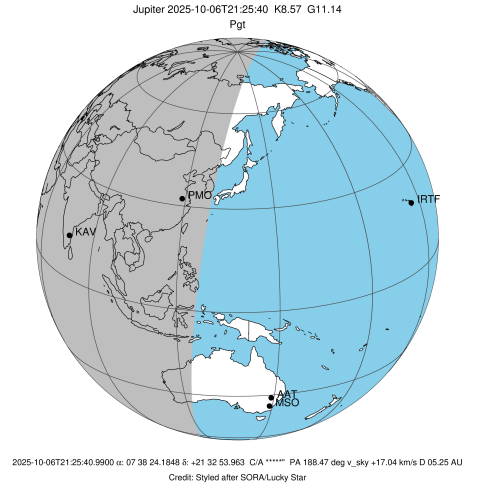 Jupiter 2025-10-06T21:25:40 K8.57 G11.14
Pgt
PMO
IRTF
KAV
AAT
MSO
2025-10-06T21:25:40.9900 α: 07 38 24.1848 δ: +21 32 53.963 C/A *****" PA 188.47 deg v_sky +17.04 km/s D 05.25 AU
Credit: Styled after SORA/Lucky Star